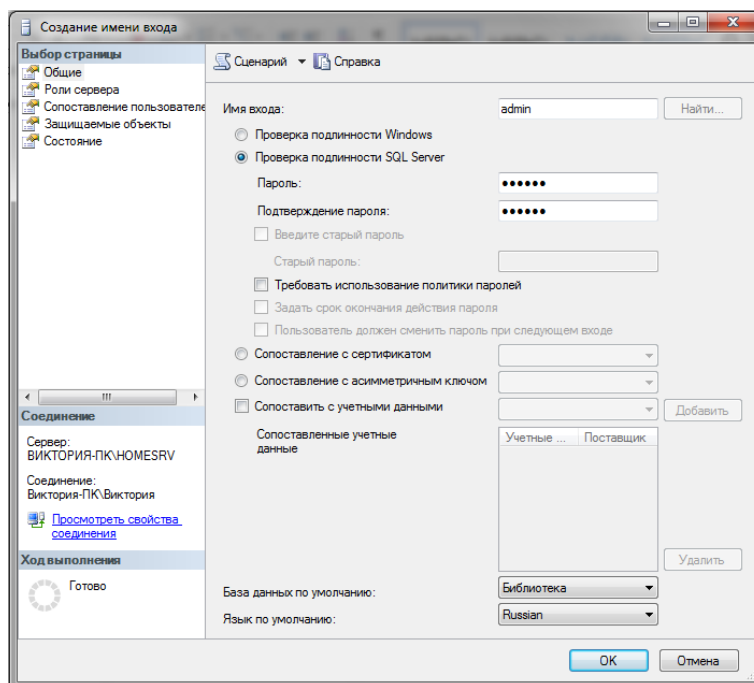 Создание имени входа
Выбор страницы
Общие
Роли сервера
Сопоставление пользователе
Защищаемые объекты
Состояние
Сценарий
Справка
Имя входа:
admin
Найти...
Проверка подлинности Windows
Проверка подлинности SQL Server
Пароль:
●●●●●●
Подтверждение пароля:
●●●●●●
Введите старый пароль
Старый пароль:
Требовать использование политики паролей
Задать срок окончания действия пароля
Пользователь должен сменить пароль при следующем входе
Сопоставление с сертификатом
Сопоставление с асимметричным ключом
Сопоставить с учетными данными
Добавить
Сопоставленные учетные
данные
Учетные ...
Поставщик
Удалить
База данных по умолчанию:
Библиотека
Язык по умолчанию:
Russian
Соединение
Сервер:
ВИКТОРИЯ-ПК\HOMESRV
Соединение:
Виктория-ПК\Виктория
Просмотреть свойства
соединения
Ход выполнения
Готово
OK
Отмена